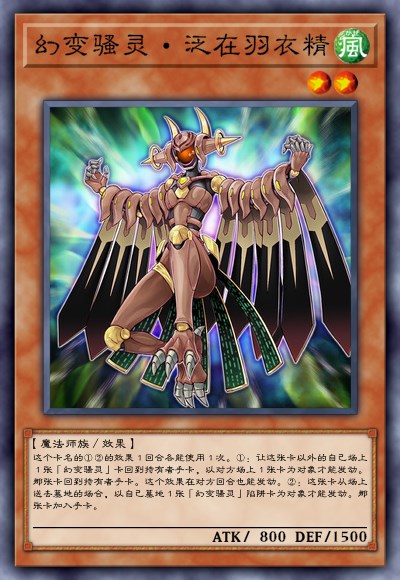 幻变骚灵·泛在羽衣精
風
【魔法师族/效果】
这个卡名的①②的效果1回合各能使用1次。①:让这张卡以外的自己场上
1张「幻变骚灵」卡回到持有者手卡,以对方场上1张卡为对象才能发动。
那张卡回到持有者手卡。这个效果在对方回合也能发动。②:这张卡从场上
送去墓地的场合,以自己墓地1张「幻变骚灵」陷阱卡为对象才能发动。那
张卡加入手卡。
ATK/ 800 DEF/1500